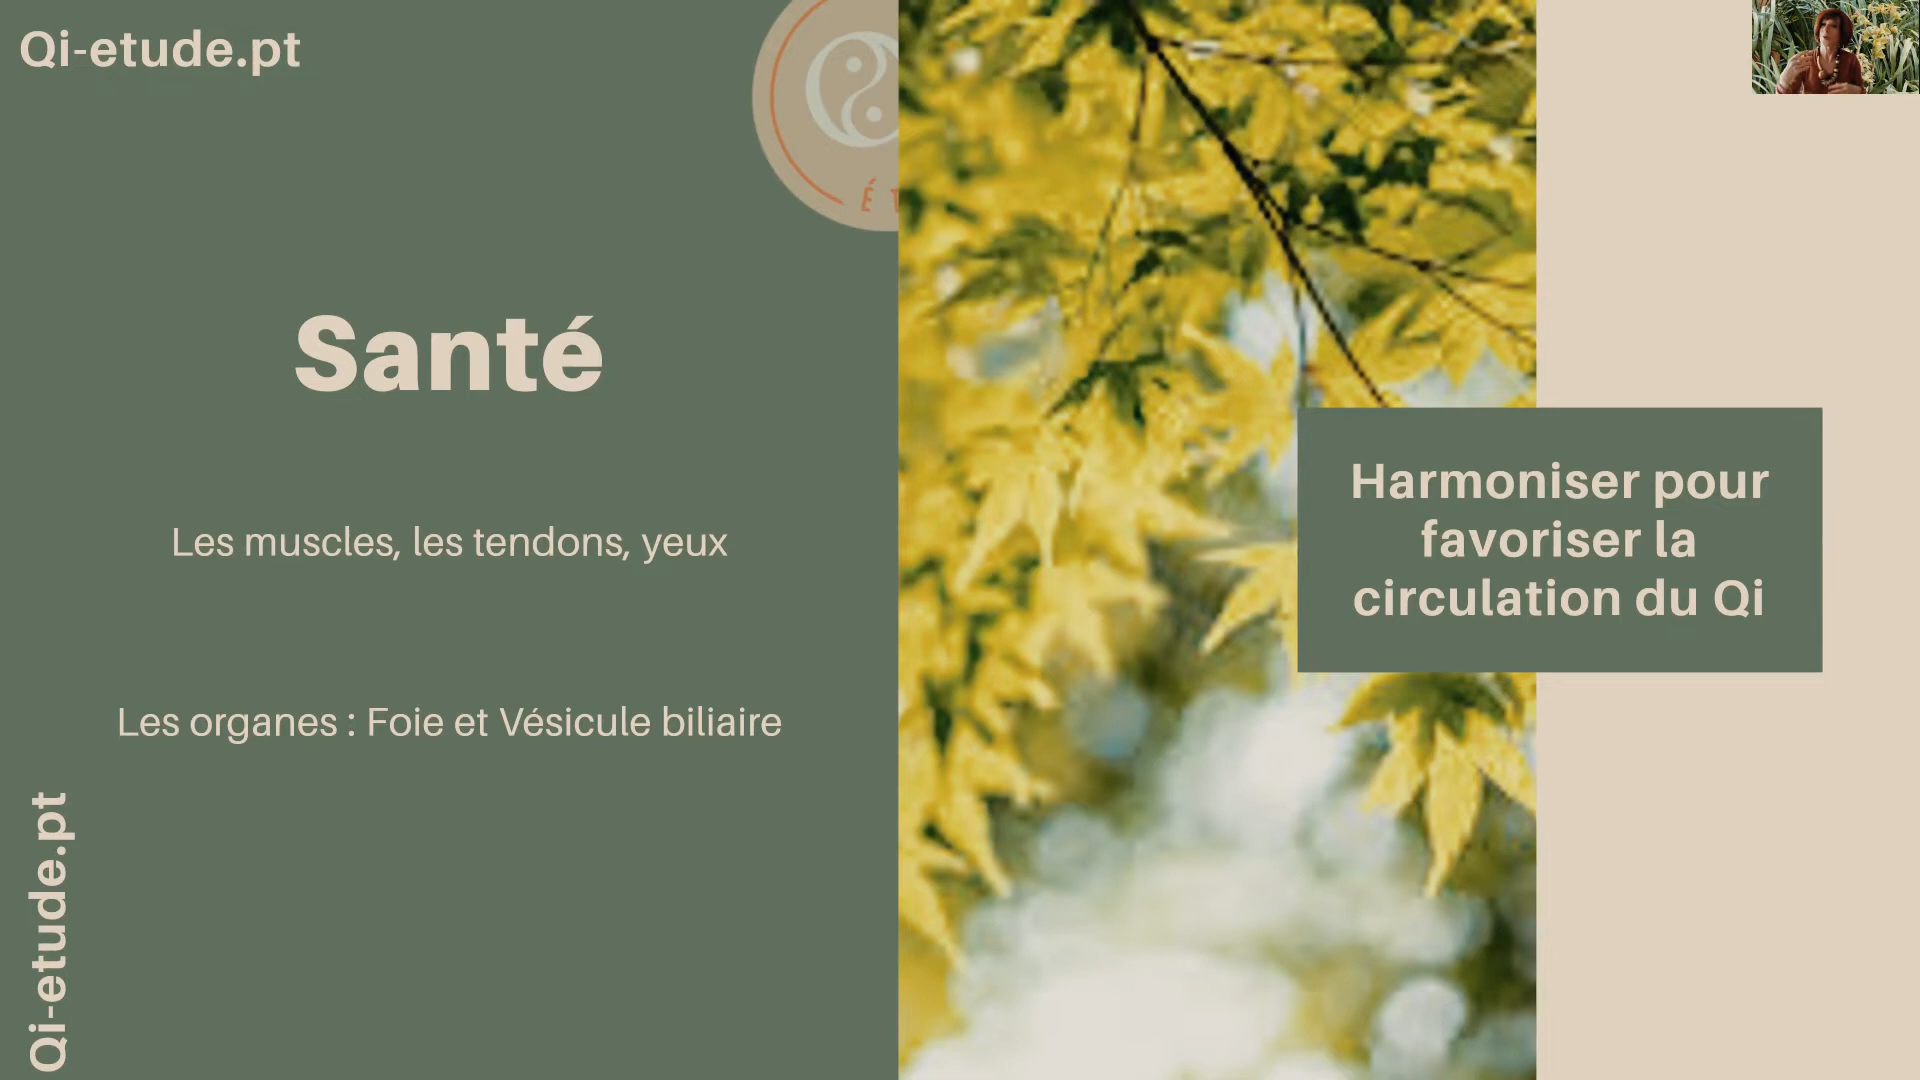 Qi-etude.pt
Santé
Les muscles, les tendons, yeux
Les organes : Foie et Vésicule biliaire
Qi-etude.pt
Harmoniser pour
favoriser la
circulation du Qi